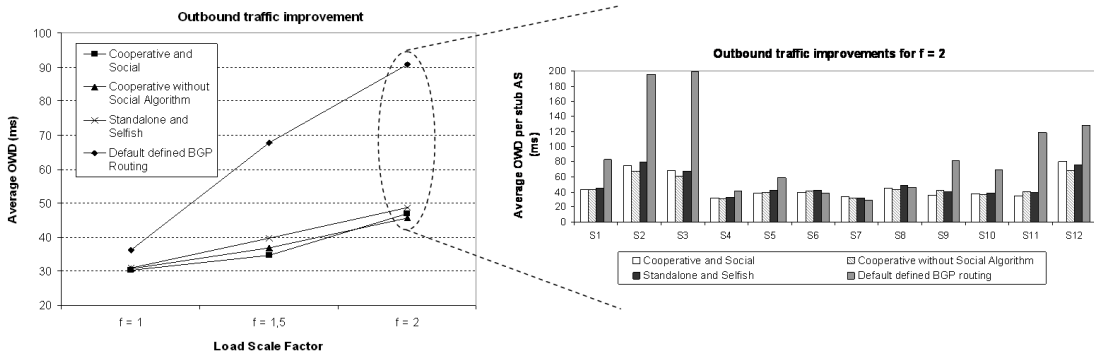 Outbound traffic improvement
100
90
80
70
60
50
40
30
20
Average OWD (ms)
Cooperative and
Social
Cooperative without
Social Algorithm
Standalone and
Selfish
Default defined BGP
Routing
f = 1
f = 1,5
f = 2
Load Scale Factor
Outbound traffic improvements for f = 2
200
180
160
140
120
100
80
60
40
20
0
Average OWD per stub AS
(ms)
S1 S2 S3 S4 S5 S6 S7 S8 S9 S10 S11 S12
Cooperative and Social
Cooperative without Social Algorithm
Standalone and Selfish
Default defined BGP routing